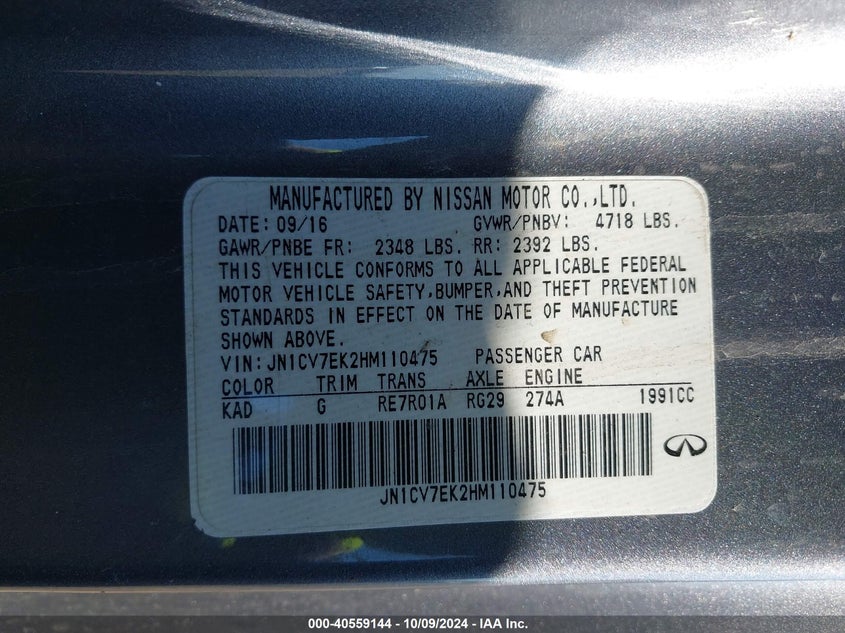 MANUFACTURED BY NISSAN MOTOR CO.,LTD.
DATE: 09/16 GVWR/PNBV: 4718 LBS.
GAWR/PNBE FR: 2348 LBS. RR: 2392 LBS.
THIS VEHICLE CONFORMS TO ALL APPLICABLE FEDERAL
MOTOR VEHICLE SAFETY,BUMPER,AND THEFT PREVENTION
STANDARDS IN EFFECT ON THE DATE OF MANUFACTURE
SHOWN ABOVE.
VIN:JN1CV7EK2HM110475 PASSENGER CAR
COLOR TRIM TRANS AXLE ENGINE
KAD G RE7R01A RG29 274A 1991CC
JN1CV7EK2HM110475
000-40559144 - 10/09/2024 - IAA Inc.